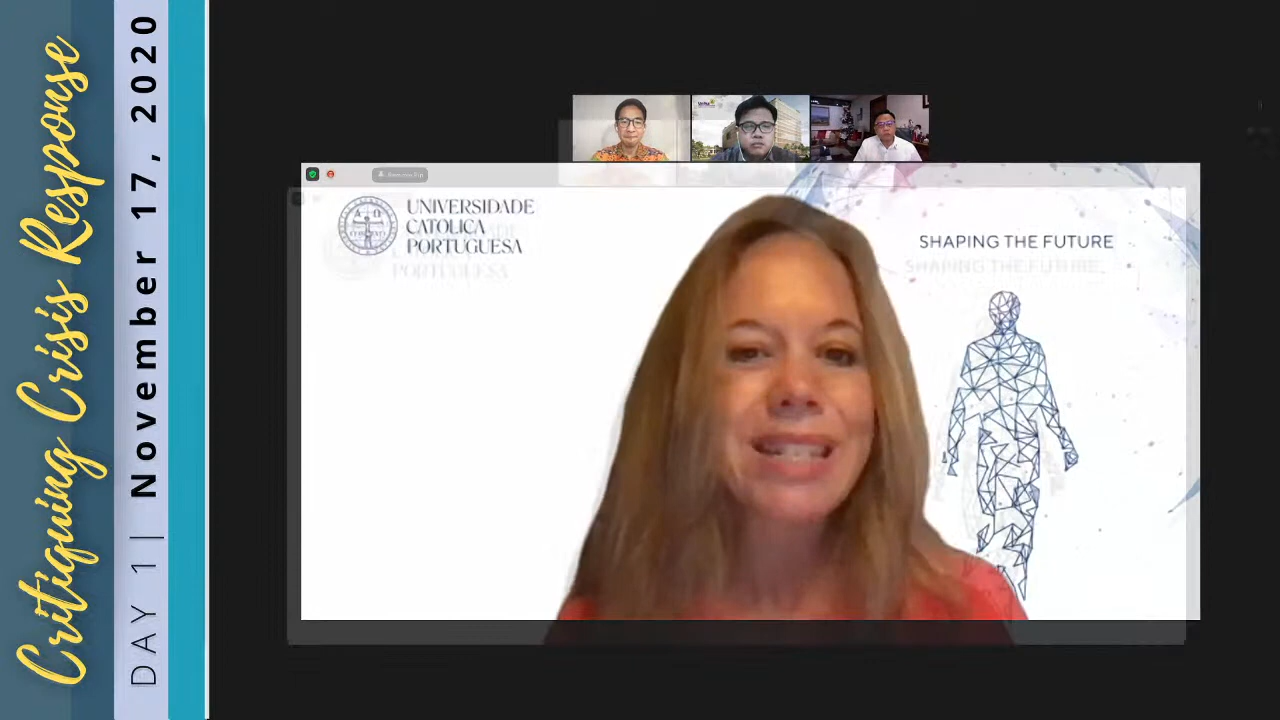 Critiquing Crisis Response
DAY 1 | November 17, 2020
UNIVERSIDADE
CATOLICA
PORTUGUESA
SHAPING THE FUTURE